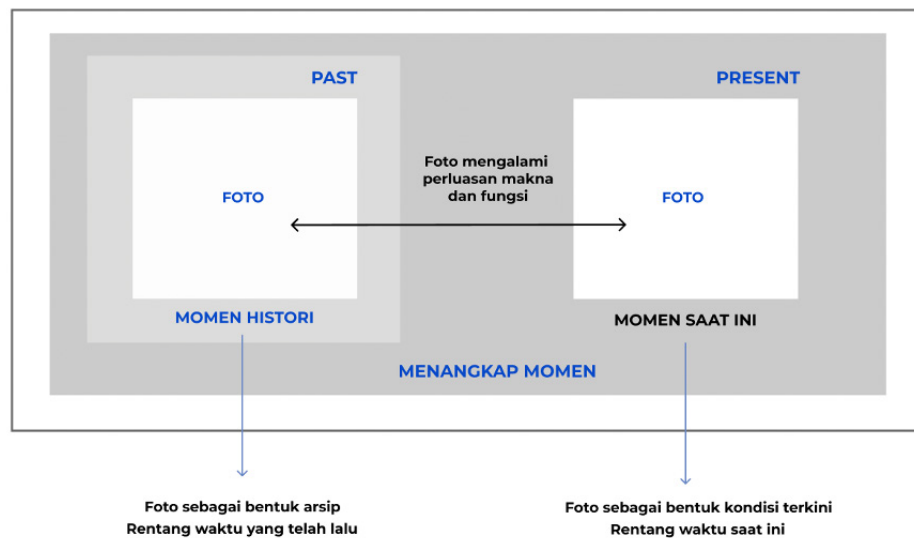 PAST
PRESENT
FOTO
Foto mengalami
perluasan makna
dan fungsi
FOTO
MOMEN HISTORI
MOMEN SAAT INI
MENANGKAP MOMEN
Foto sebagai bentuk arsip
Rentang waktu yang telah lalu
Foto sebagai bentuk kondisi terkini
Rentang waktu saat ini